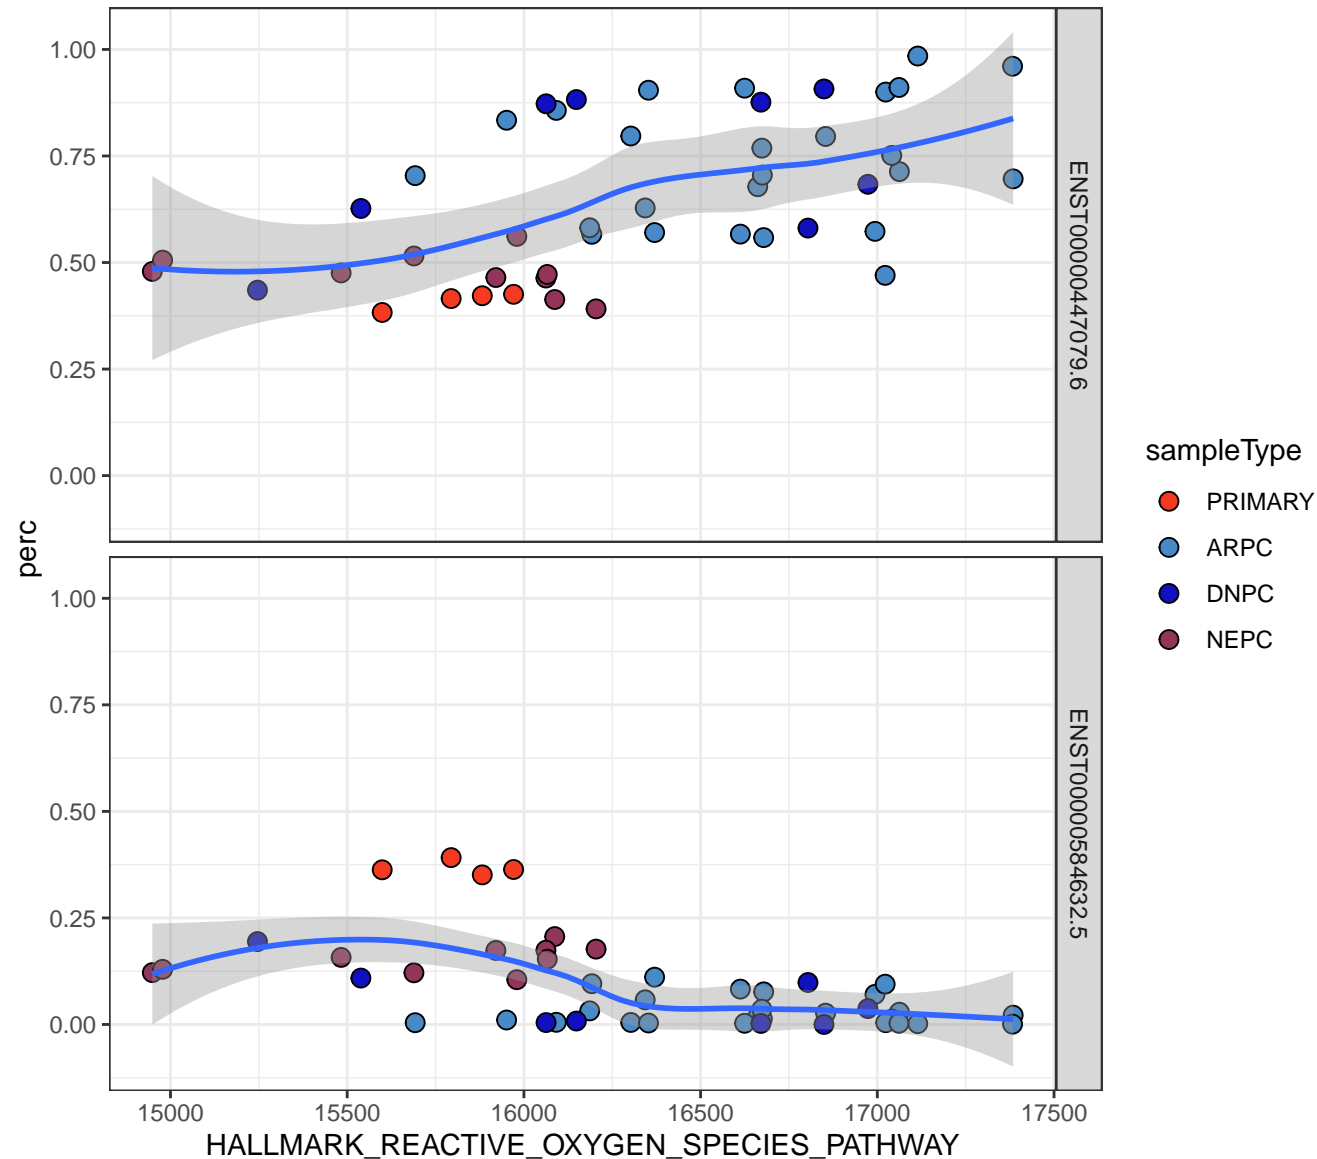 1.00
0.75
0.50
0.25
0.00
ENST00000447079.6
perc
1.00
0.75
0.50
0.25
0.00
ENST00000584632.5
15000 15500 16000 16500 17000 17500
HALLMARK_REACTIVE_OXYGEN_SPECIES_PATHWAY
sampleType
PRIMARY
ARPC
DNPC
NEPC